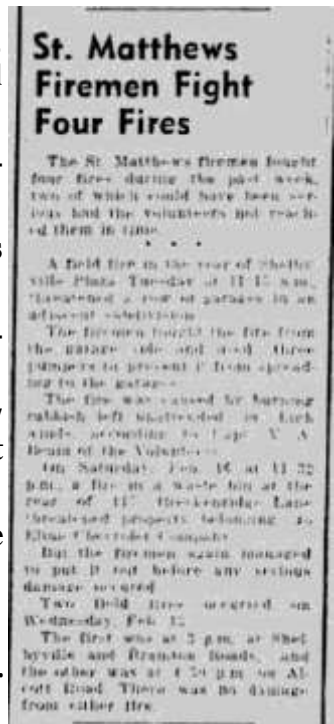 St. Matthews
Firemen Fight
Four Fires
The St. Matthews firemen fought
four fires during the past week,
two of which could have been ser-
ious had the volunteers not reach-
ed them in time.
* * *
A field fire in the rear of Shelby-
ville Plaza Tuesday at 11:15 a.m.
threatened a row of garages in an
adjacent subdivision.
The firemen fought the fire from
the garage side and used three
pumpers to prevent it from spread-
ing to the garages.
The fire was caused by burning
rubbish left unattended in high
winds, according to Capt.
of the Volunteers.
On Saturday, Feb. 16 at 11:32
p.m., a fire in a waste bin at the
rear of Breckenridge Lane
threatened property belonging to
Chevrolet Company.
But the firemen again managed
to put it out before any serious
damage occured.
Two field fires occurred on
Wednesday, Feb.
The first was at 3 p.m. at Shel-
byville and Roads, and
the other was at p.m. on Al-
cott Road. There was no damage
from either fire.